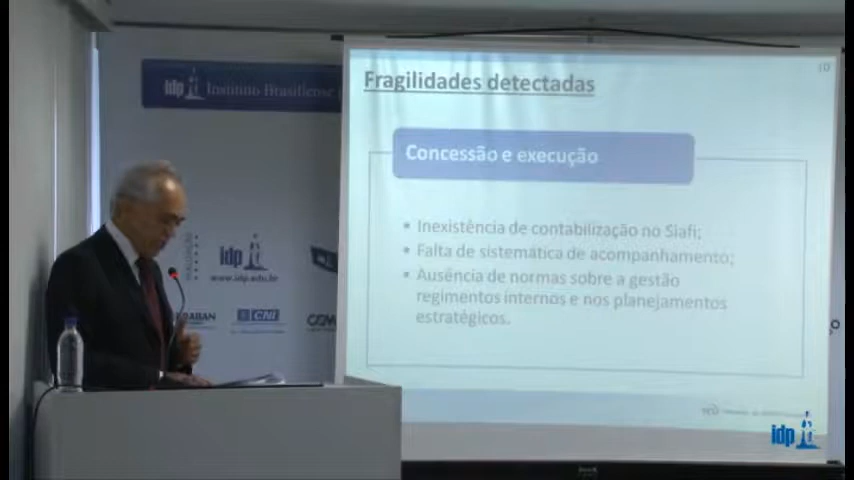 Fragilidades detectadas
10
Concessão e execução
• Inexistência de contabilização no Siafi;
• Falta de sistemática de acompanhamento;
• Ausência de normas sobre a gestão
regimentos internos e nos planejamentos
estratégicos.
idp Instituto Brasiliense
idp
www.idp.edu.br
CNI
idp